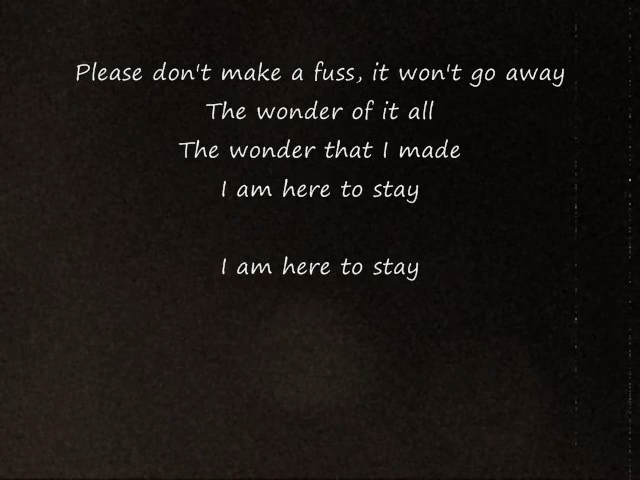 Please don't make a fuss, it won't go away
The wonder of it all
The wonder that I made
I am here to stay
I am here to stay